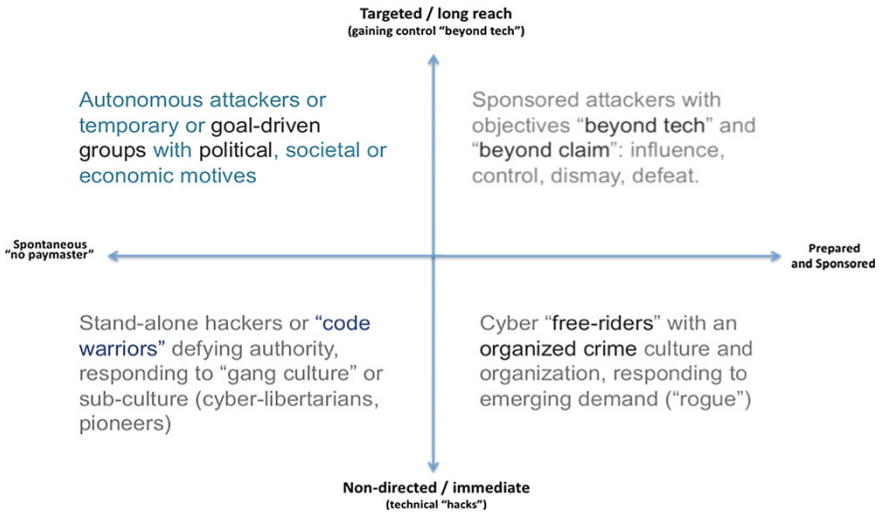 Targeted / long reach
(gaining control “beyond tech”)
Autonomous attackers or
temporary or goal-driven
groups with political, societal or
economic motives
Sponsored attackers with
objectives “beyond tech” and
“beyond claim”: influence,
control, dismay, defeat.
Spontaneous
“no paymaster”
Prepared
and Sponsored
Stand-alone hackers or “code
warriors” defying authority,
responding to “gang culture” or
sub-culture (cyber-libertarians,
pioneers)
Cyber “free-riders” with an
organized crime culture and
organization, responding to
emerging demand (“rogue”)
Non-directed / immediate
(technical “hacks”)